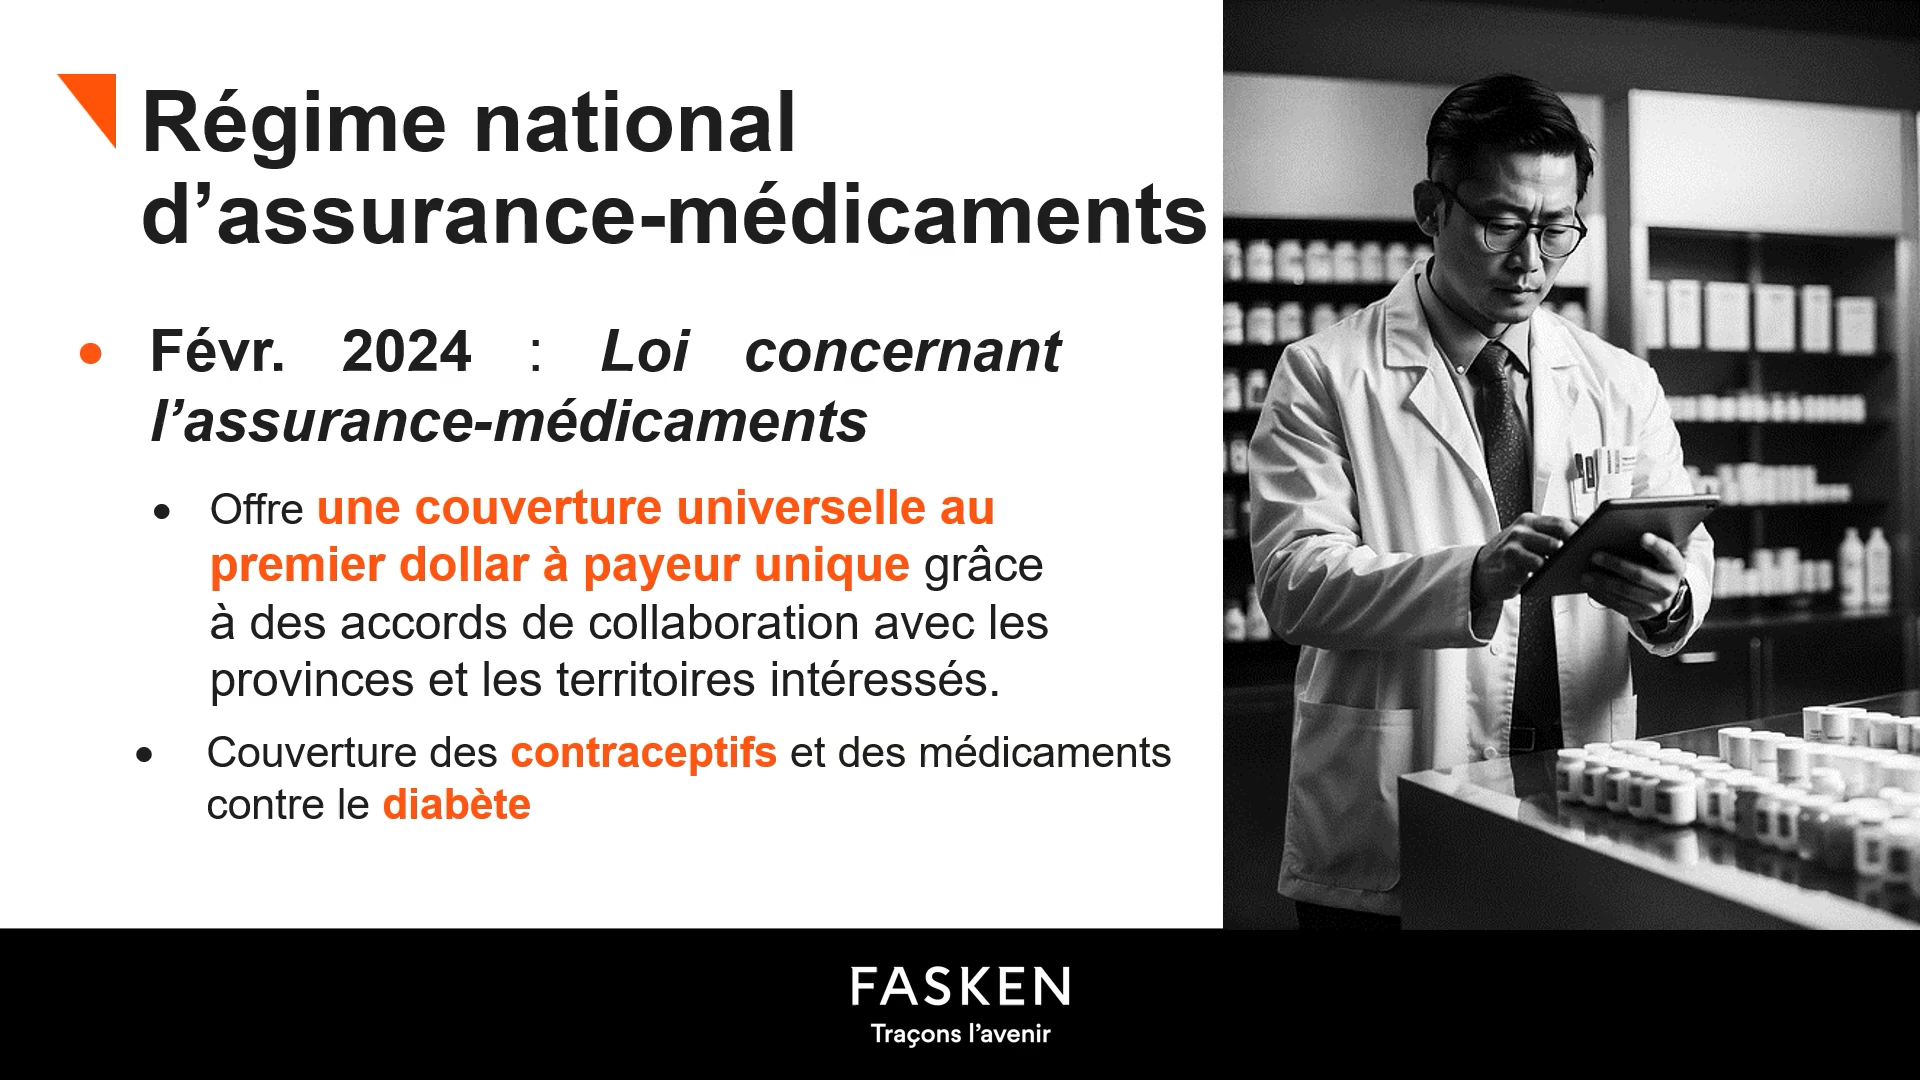 Régime national
d’assurance-médicaments
• Févr. 2024 : Loi concernant
l’assurance-médicaments
• Offre une couverture universelle au
premier dollar à payeur unique grâce
à des accords de collaboration avec les
provinces et les territoires intéressés.
• Couverture des contraceptifs et des médicaments
contre le diabète
FASKEN
Traçons l’avenir